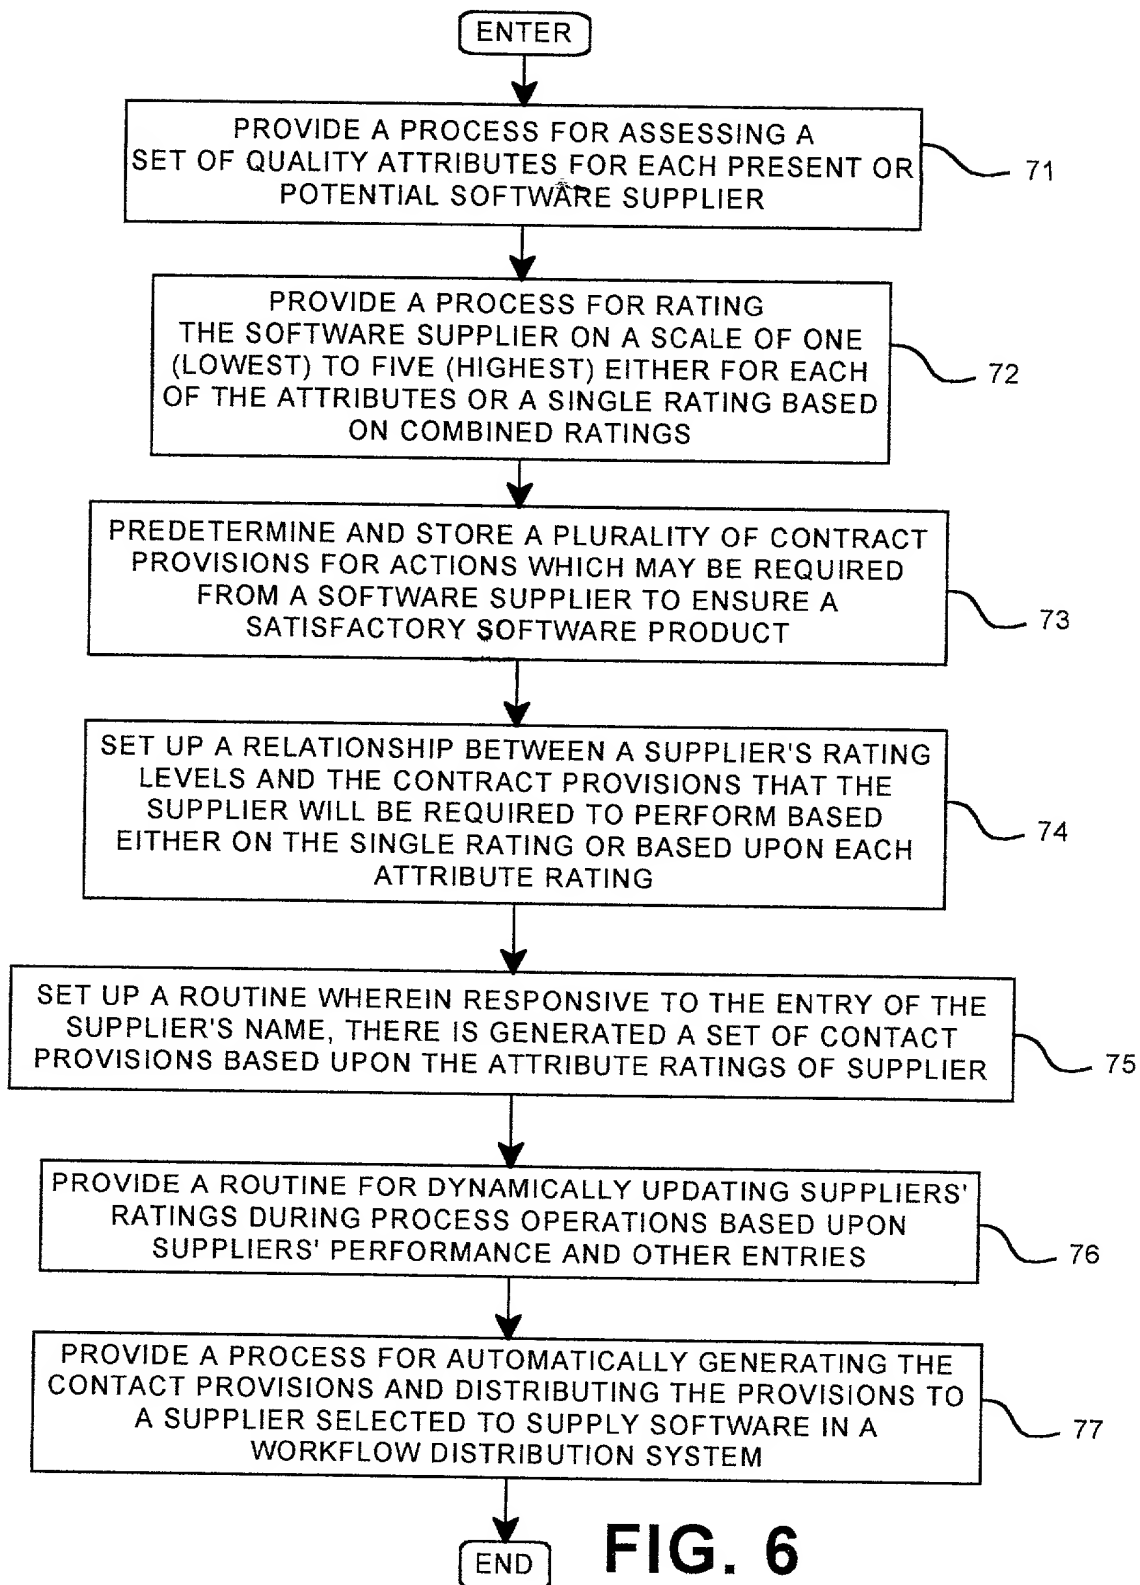 ENTER
PROVIDE A PROCESS FOR ASSESSING A
SET OF QUALITY ATTRIBUTES FOR EACH PRESENT OR
POTENTIAL SOFTWARE SUPPLIER
71
PROVIDE A PROCESS FOR RATING
THE SOFTWARE SUPPLIER ON A SCALE OF ONE
(LOWEST) TO FIVE (HIGHEST) EITHER FOR EACH
OF THE ATTRIBUTES OR A SINGLE RATING BASED
ON COMBINED RATINGS
72
PREDETERMINE AND STORE A PLURALITY OF CONTRACT
PROVISIONS FOR ACTIONS WHICH MAY BE REQUIRED
FROM A SOFTWARE SUPPLIER TO ENSURE A
SATISFACTORY SOFTWARE PRODUCT
73
SET UP A RELATIONSHIP BETWEEN A SUPPLIER'S RATING
LEVELS AND THE CONTRACT PROVISIONS THAT THE
SUPPLIER WILL BE REQUIRED TO PERFORM BASED
EITHER ON THE SINGLE RATING OR BASED UPON EACH
ATTRIBUTE RATING
74
SET UP A ROUTINE WHEREIN RESPONSIVE TO THE ENTRY OF THE
SUPPLIER'S NAME, THERE IS GENERATED A SET OF CONTACT
PROVISIONS BASED UPON THE ATTRIBUTE RATINGS OF SUPPLIER
75
PROVIDE A ROUTINE FOR DYNAMICALLY UPDATING SUPPLIERS'
RATINGS DURING PROCESS OPERATIONS BASED UPON
SUPPLIERS' PERFORMANCE AND OTHER ENTRIES
76
PROVIDE A PROCESS FOR AUTOMATICALLY GENERATING THE
CONTACT PROVISIONS AND DISTRIBUTING THE PROVISIONS TO
A SUPPLIER SELECTED TO SUPPLY SOFTWARE IN A
WORKFLOW DISTRIBUTION SYSTEM
77
END
FIG. 6